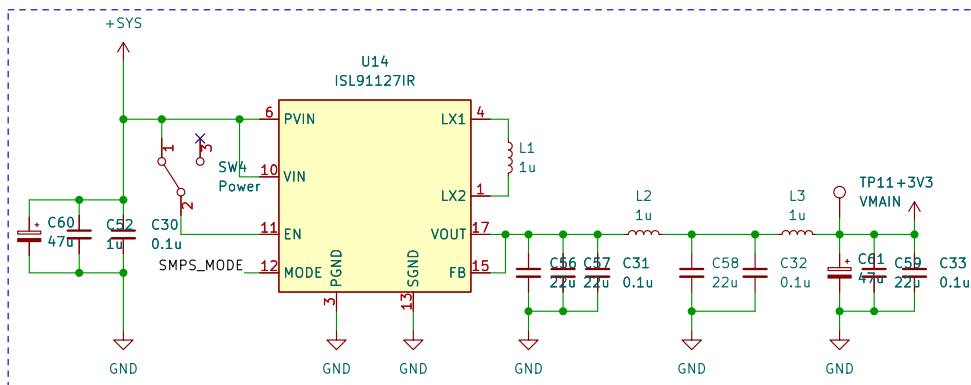 +SYS
U14
ISL91127IR
6
PVIN
LX1
4
1
3
L1
1u
SW4
Power
10
VIN
LX2
1
2
TP11
+3V3
VMAIN
L2
1u
L3
1u
C60
47u
C52
1u
C30
0.1u
11
EN
VOUT
17
SMPS_MODE
12
MODE
PGND
SGND
FB
15
3
13
C56
22u
C57
22u
C31
0.1u
C58
22u
C32
0.1u
C61
47u
C59
22u
C33
0.1u
GND
GND
GND
GND
GND
GND